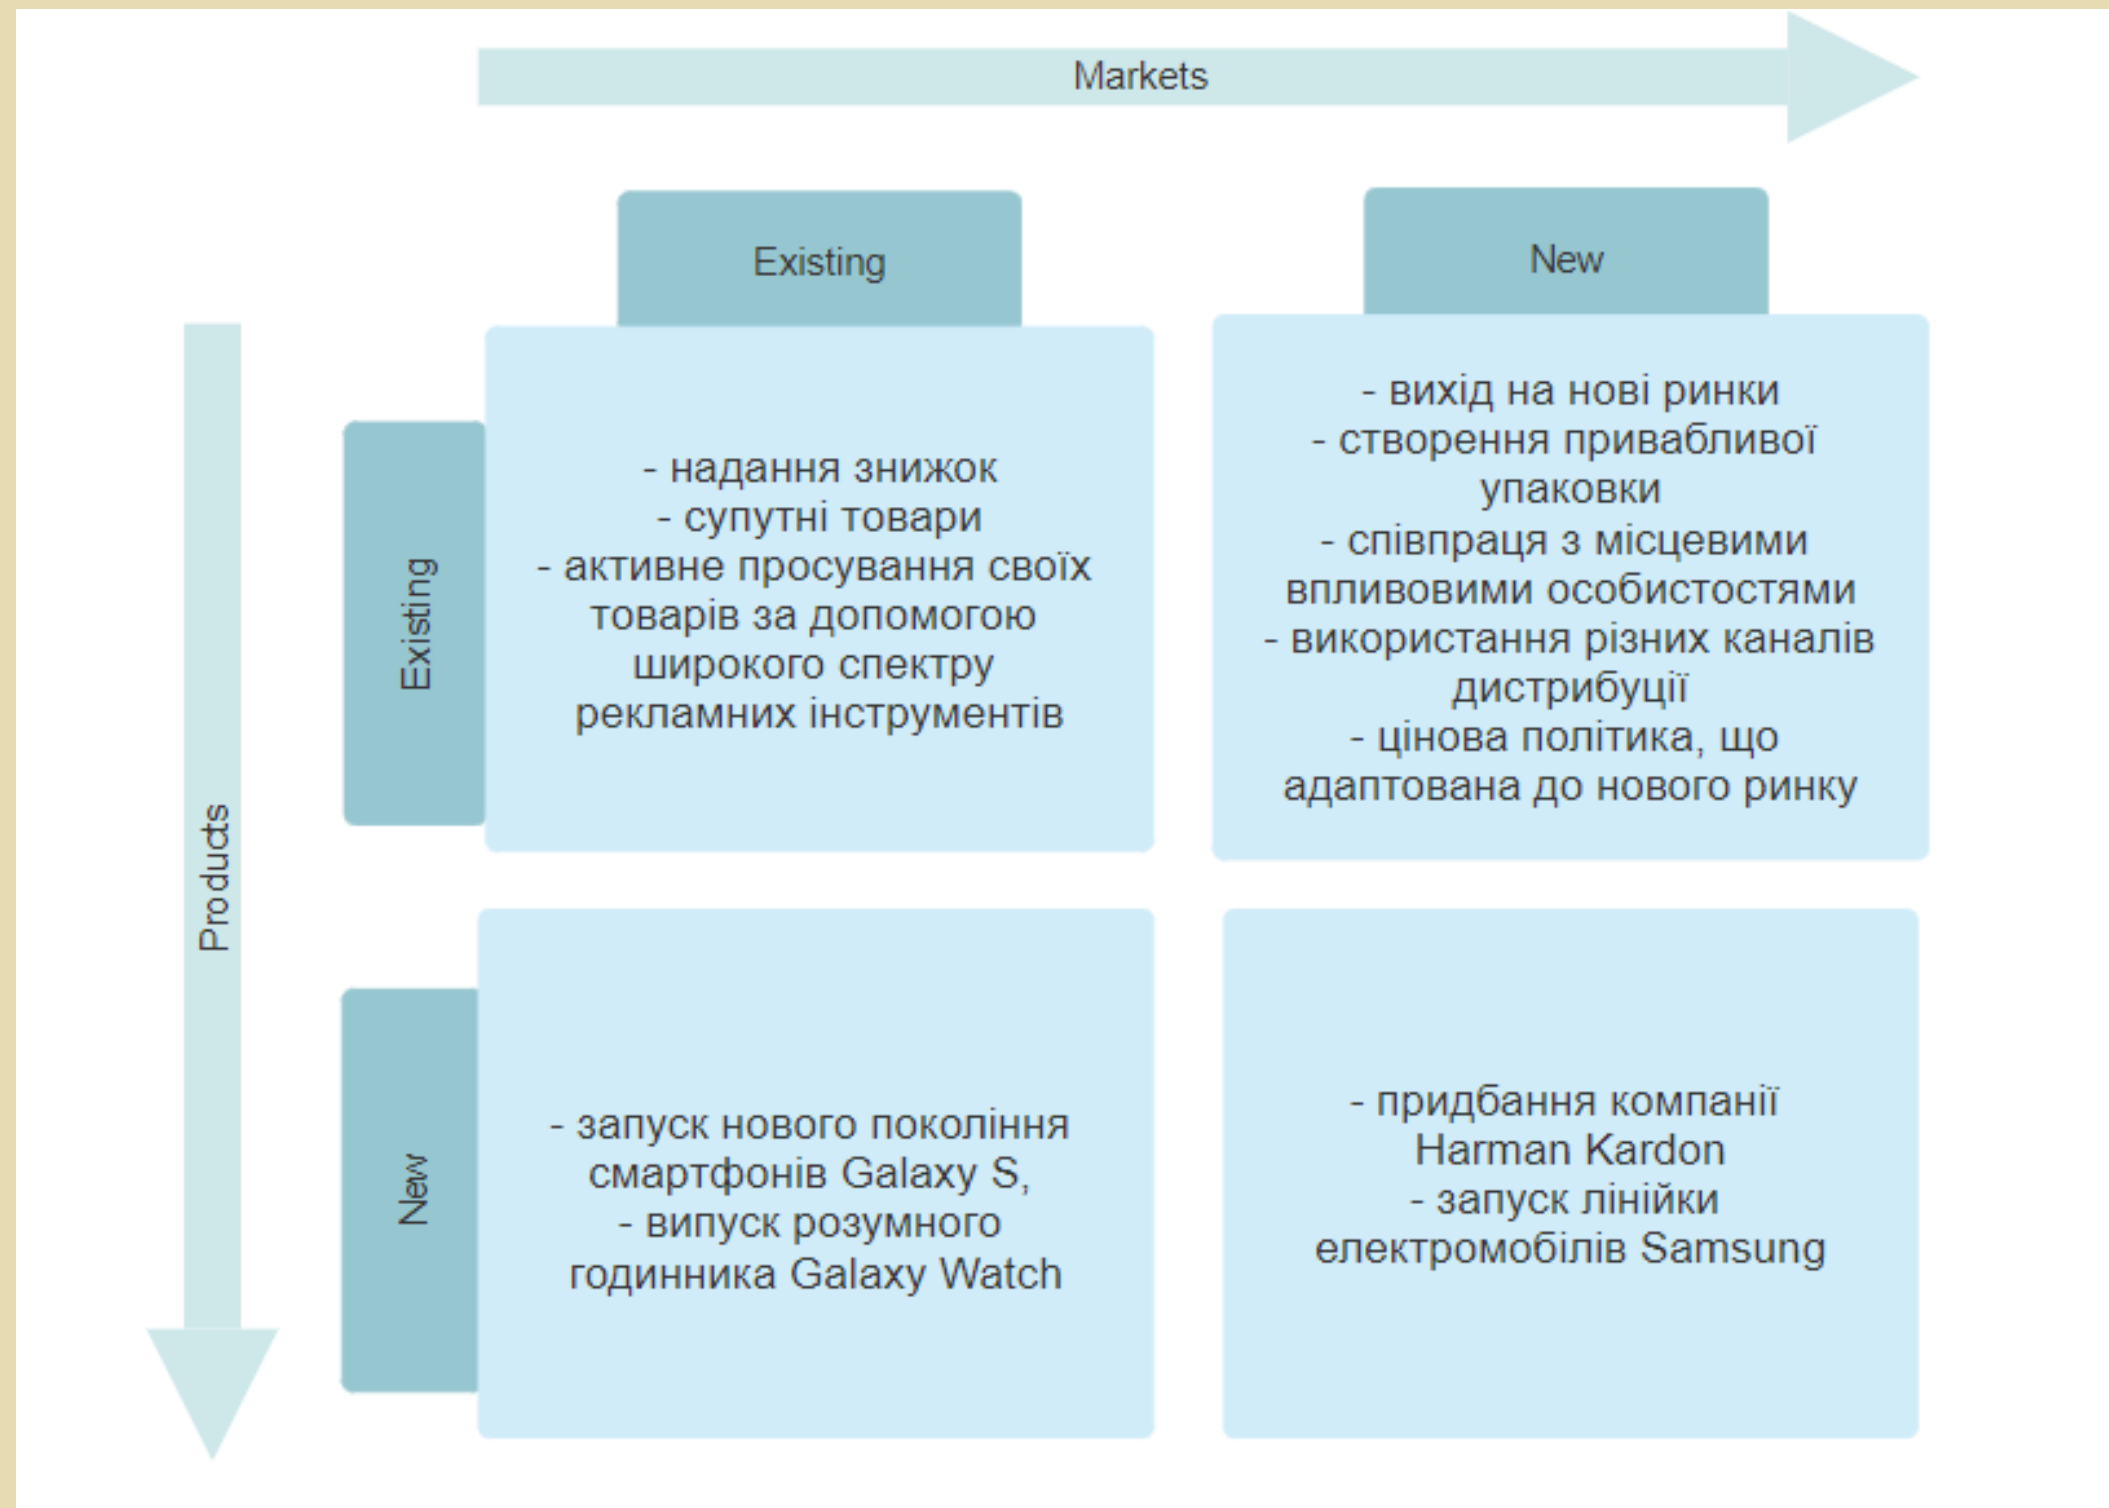 Markets
Existing
New
Existing
- надання знижок
- супутні товари
- активне просування своїх
товарів за допомогою
широкого спектру
рекламних інструментів
- вихід на нові ринки
- створення привабливої
упаковки
- співпраця з місцевими
впливовими особистостями
- використання різних каналів
дистрибуції
- цінова політика, що
адаптована до нового ринку
Products
New
- запуск нового покоління
смартфонів Galaxy S,
- випуск розумного
годинника Galaxy Watch
- придбання компанії
Harman Kardon
- запуск лінійки
електромобілів Samsung